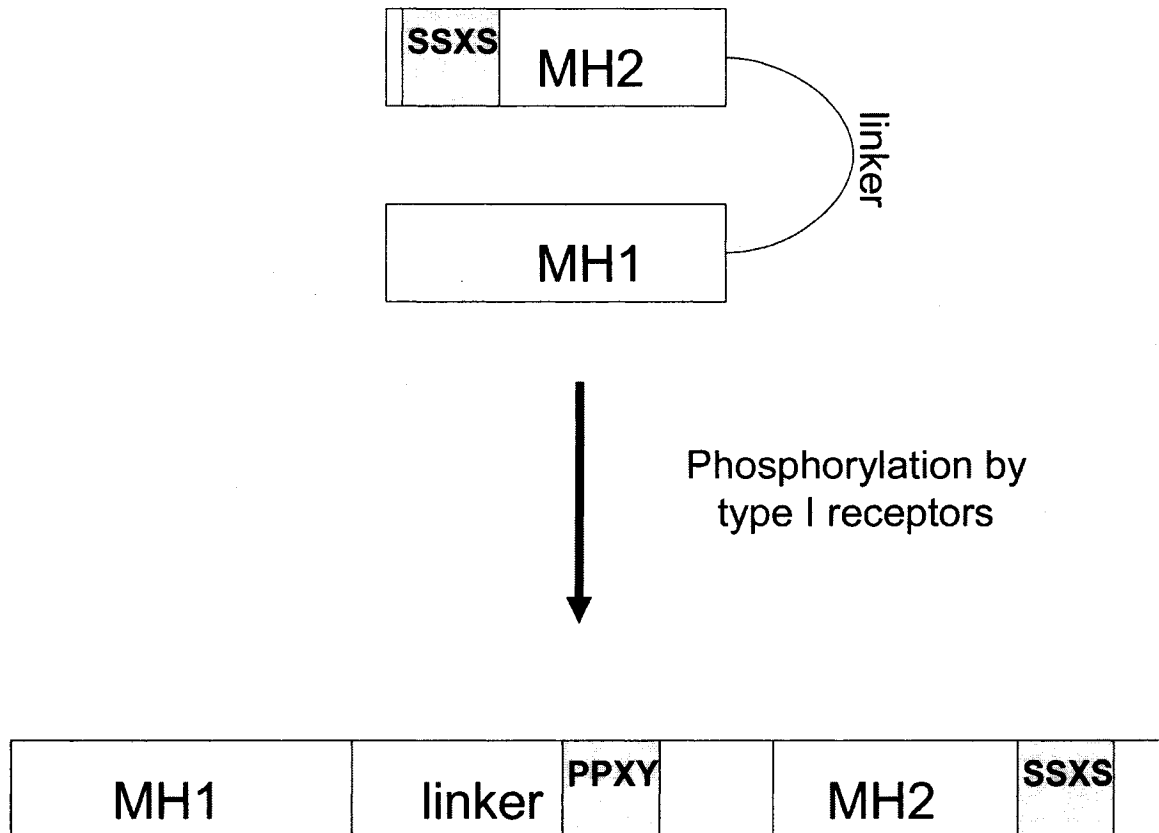 SSXS
MH2
linker
MH1
Phosphorylation by
type I receptors
MH1
linker
PPXY
MH2
SSXS